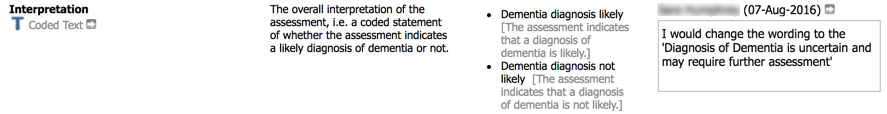 Interpretation
Coded Text
The overall interpretation of the
assessment, i.e. a coded statement
of whether the assessment indicates
a likely diagnosis of dementia or not.
Dementia diagnosis likely
[The assessment indicates
that a diagnosis of
dementia is likely.]
Dementia diagnosis not
likely [The assessment
indicates that a diagnosis
of dementia is not likely.]
(07-Aug-2016)
I would change the wording to the
'Diagnosis of Dementia is uncertain and
may require further assessment'